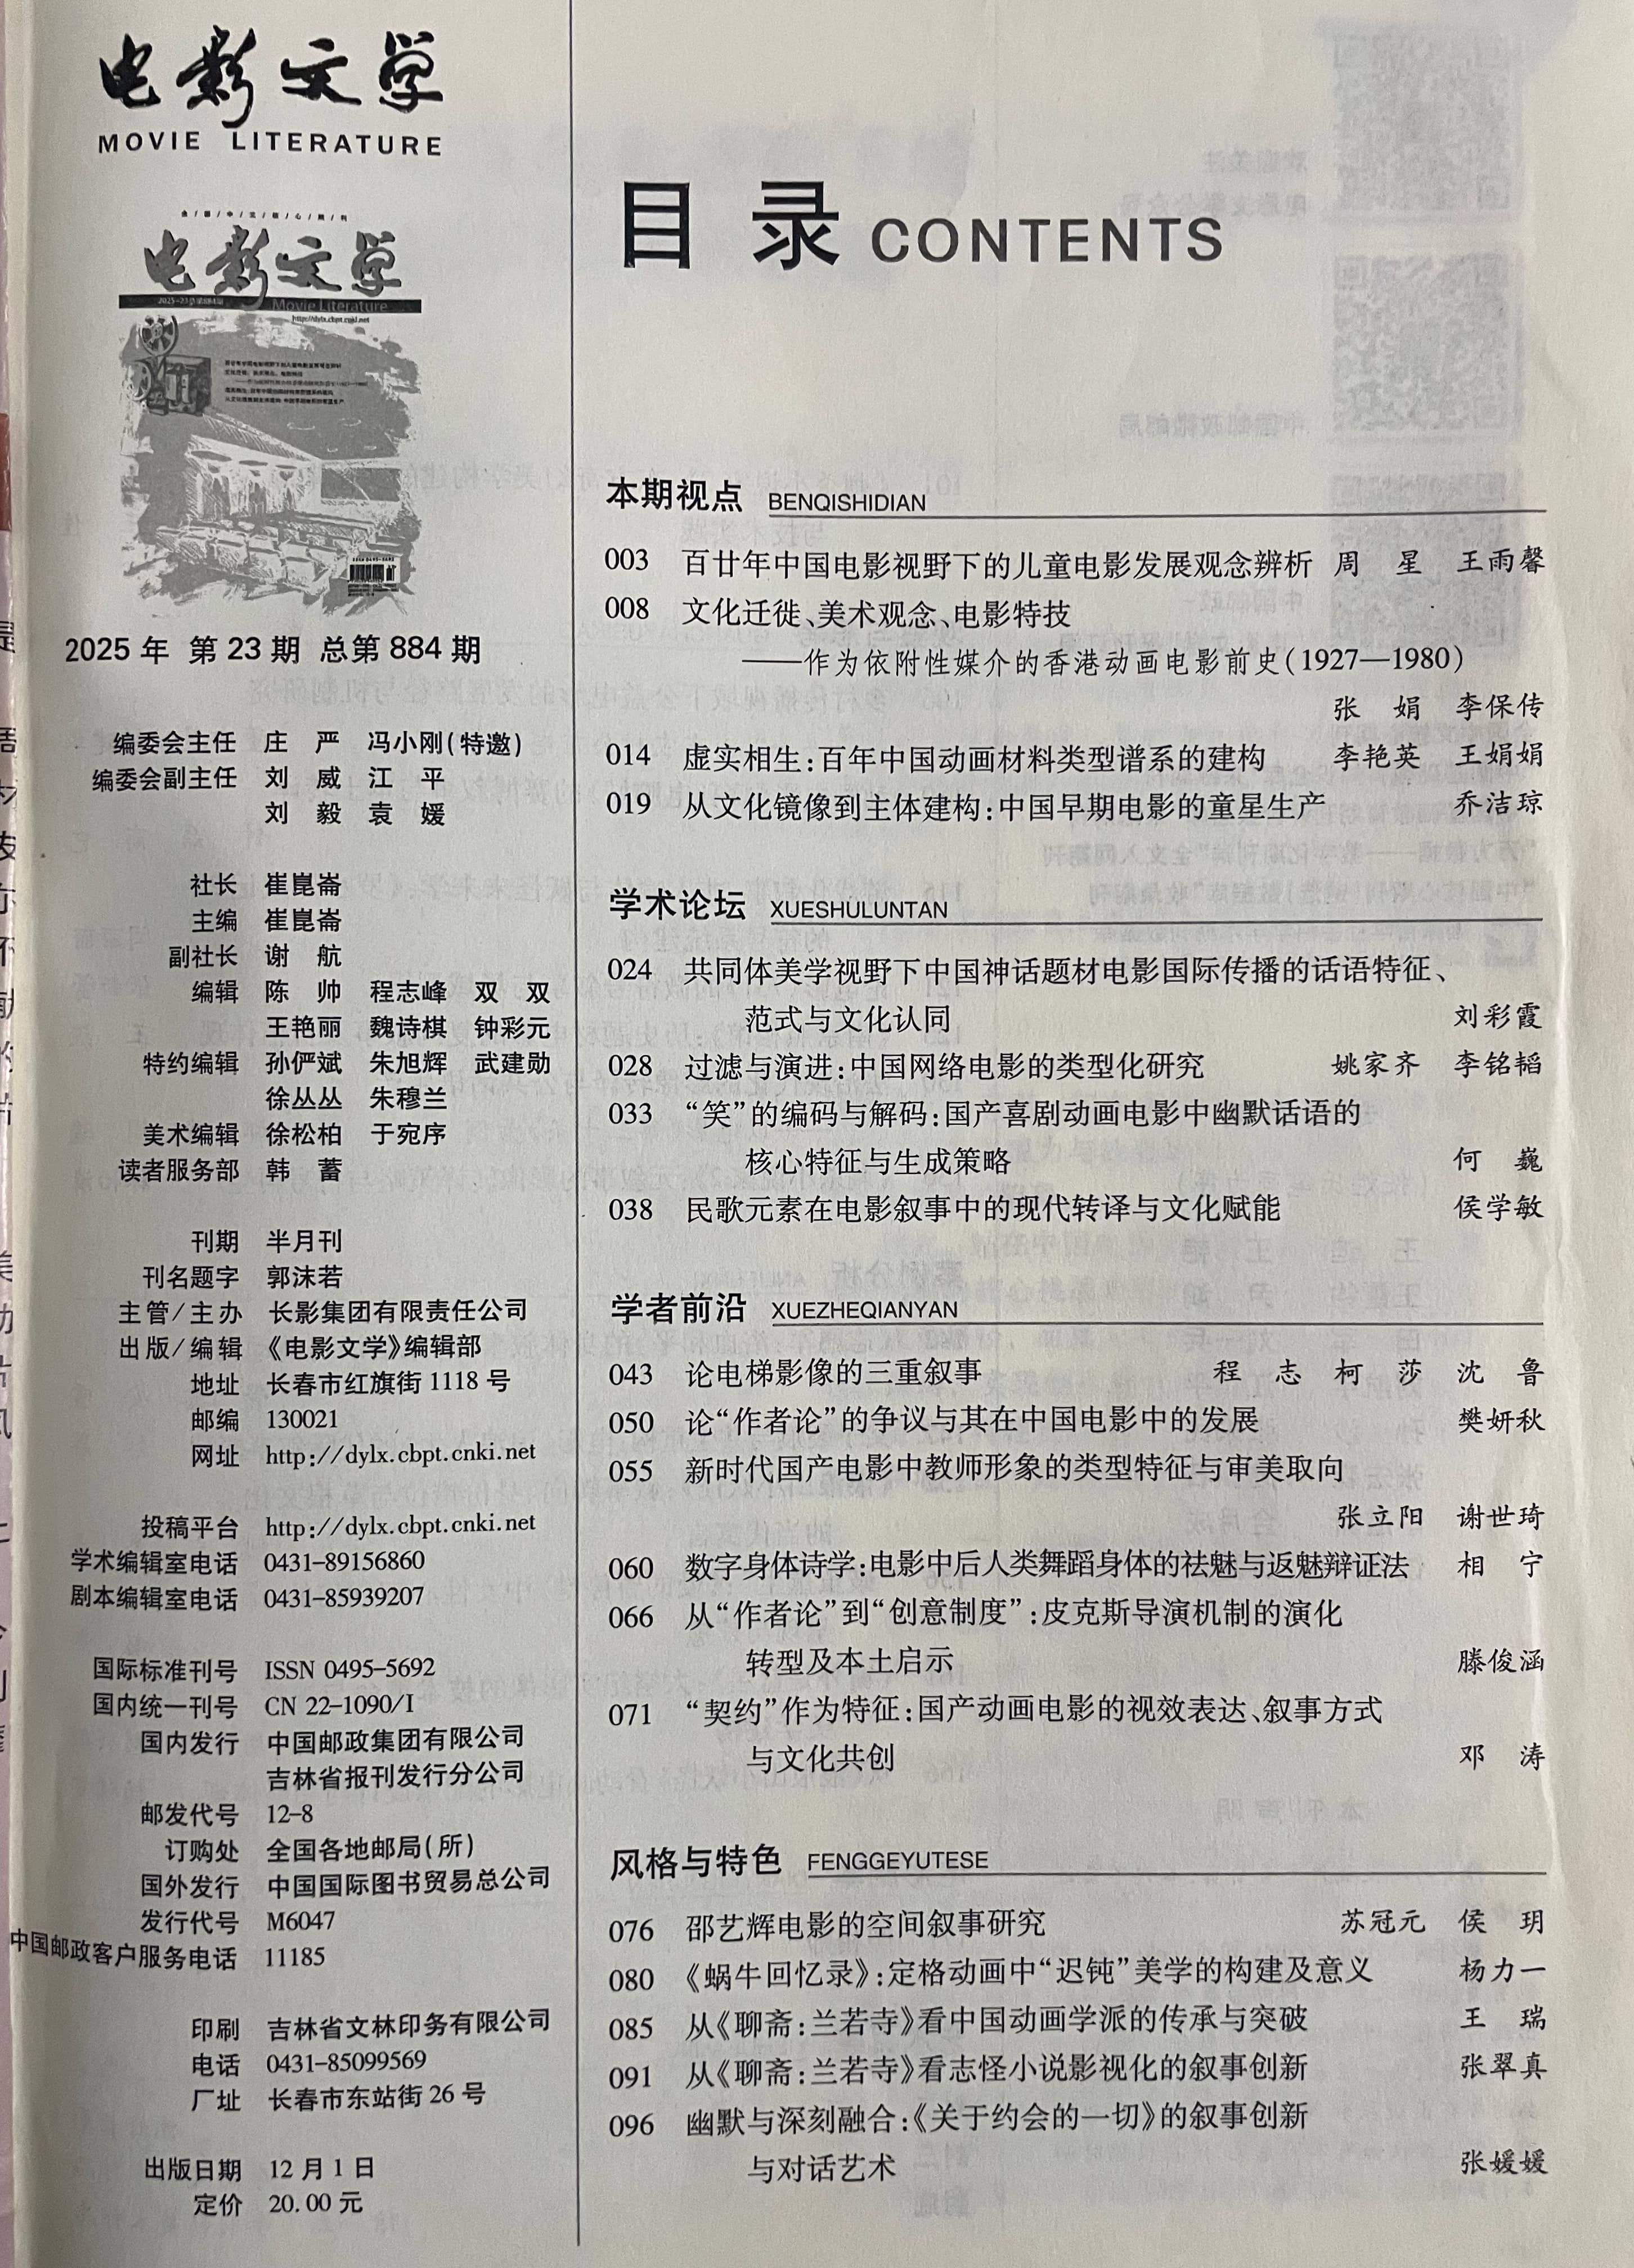 电影文学
MOVIE LITERATURE
电影文学
2025-23总第884期
Movie Literature
http://dylx.cbpt.cnki.net
2025 年 第 23 期 总第 884 期
编委会主任 庄 严 冯小刚(特邀)
编委会副主任 刘 威 江 平
刘 毅 袁 媛
社长 崔崑崙
主编 崔崑崙
副社长 谢 航
编辑 陈 帅 程志峰 双 双
王艳丽 魏诗棋 钟彩元
特约编辑 孙俨斌 朱旭辉 武建勋
徐丛丛 朱穆兰
美术编辑 徐松柏 于宛序
读者服务部 韩 蓄
刊期 半月刊
刊名题字 郭沫若
主管/主办 长影集团有限责任公司
出版/编辑 《电影文学》编辑部
地址 长春市红旗街 1118 号
邮编 130021
网址 http://dylx.cbpt.cnki.net
投稿平台 http://dylx.cbpt.cnki.net
学术编辑室电话 0431-89156860
剧本编辑室电话 0431-85939207
国际标准刊号 ISSN 0495-5692
国内统一刊号 CN 22-1090/I
国内发行 中国邮政集团有限公司
吉林省报刊发行分公司
邮发代号 12-8
订购处 全国各地邮局(所)
国外发行 中国国际图书贸易总公司
发行代号 M6047
中国邮政客户服务电话 11185
印刷 吉林省文林印务有限公司
电话 0431-85099569
厂址 长春市东站街 26 号
出版日期 12 月 1 日
定价 20.00 元
目 录 CONTENTS
本期视点 BENQISHIDIAN
003 百廿年中国电影视野下的儿童电影发展观念辨析 周 星 王雨馨
008 文化迁徙、美术观念、电影特技
——作为依附性媒介的香港动画电影前史(1927—1980)
张 娟 李保传
014 虚实相生:百年中国动画材料类型谱系的建构 李艳英 王娟娟
019 从文化镜像到主体建构:中国早期电影的童星生产 乔洁琼
学术论坛 XUESHULUNTAN
024 共同体美学视野下中国神话题材电影国际传播的话语特征、
范式与文化认同 刘彩霞
028 过滤与演进:中国网络电影的类型化研究 姚家齐 李铭韬
033 “笑”的编码与解码:国产喜剧动画电影中幽默话语的
核心特征与生成策略 何 巍
038 民歌元素在电影叙事中的现代转译与文化赋能 侯学敏
学者前沿 XUEZHEQIANYAN
043 论电梯影像的三重叙事 程 志 柯 莎 沈 鲁
050 论“作者论”的争议与其在中国电影中的发展 樊妍秋
055 新时代国产电影中教师形象的类型特征与审美取向
张立阳 谢世琦
060 数字身体诗学:电影中后人类舞蹈身体的祛魅与返魅辩证法 相 宁
066 从“作者论”到“创意制度”:皮克斯导演机制的演化
转型及本土启示 滕俊涵
071 “契约”作为特征:国产动画电影的视效表达、叙事方式
与文化共创 邓 涛
风格与特色 FENGGEYUTESE
076 邵艺辉电影的空间叙事研究 苏冠元 侯 玥
080 《蜗牛回忆录》:定格动画中“迟钝”美学的构建及意义 杨力一
085 从《聊斋:兰若寺》看中国动画学派的传承与突破 王 瑞
091 从《聊斋:兰若寺》看志怪小说影视化的叙事创新 张翠真
096 幽默与深刻融合:《关于约会的一切》的叙事创新
与对话艺术 张媛媛